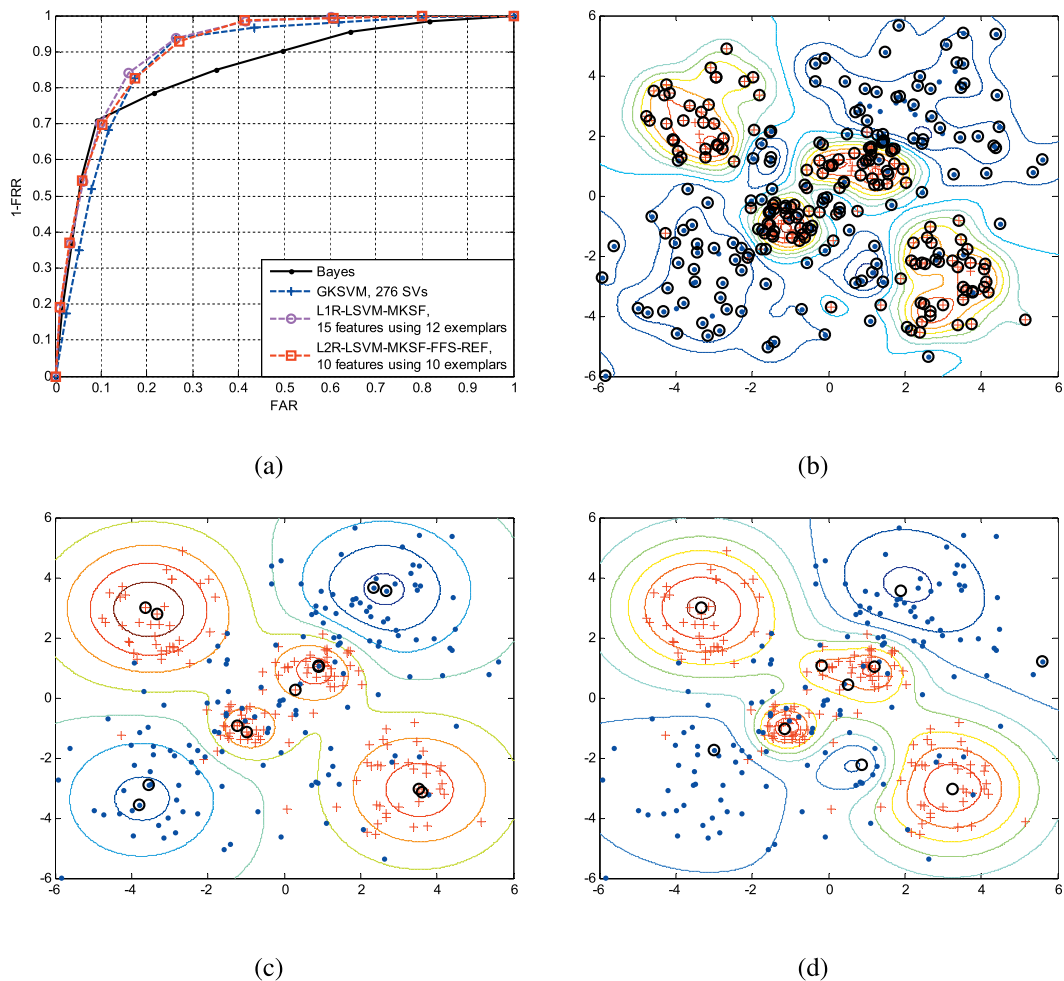 1
0.9
0.8
0.7
0.6
0.5
0.4
0.3
0.2
0.1
0
1-FRR
0 0.1 0.2 0.3 0.4 0.5 0.6 0.7 0.8 0.9 1
FAR
Bayes
GKSVM, 276 SVs
L1R-LSVM-MKSF,
15 features using 12 exemplars
L2R-LSVM-MKSF-FFS-REF,
10 features using 10 exemplars
(a)
6
4
2
0
-2
-4
-6
-6 -4 -2 0 2 4 6
(b)
6
4
2
0
-2
-4
-6
-6 -4 -2 0 2 4 6
(c)
6
4
2
0
-2
-4
-6
-6 -4 -2 0 2 4 6
(d)